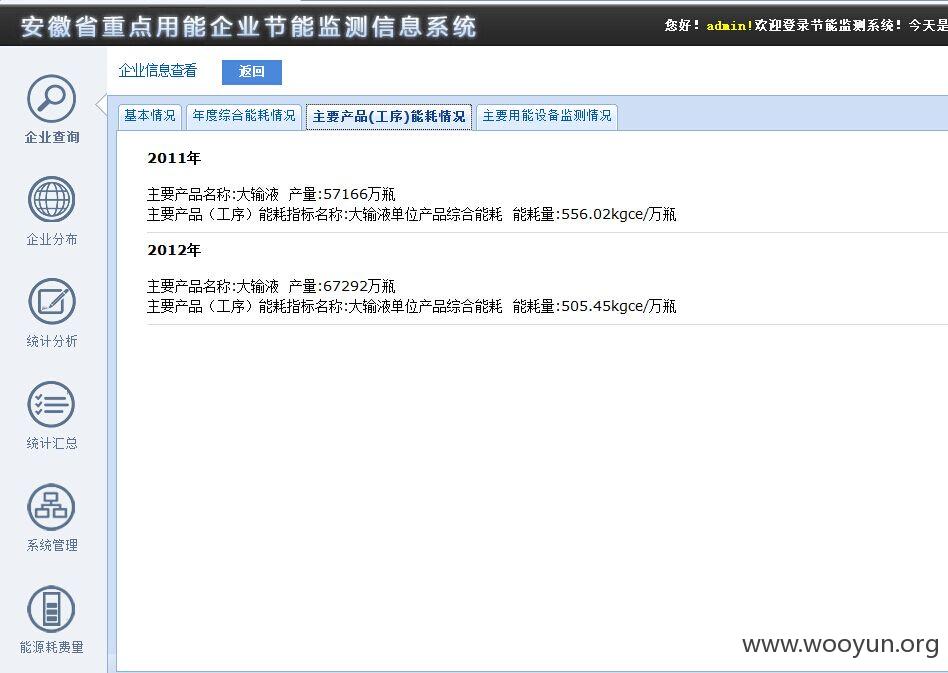 安徽省重点用能企业节能监测信息系统
您好！admin!欢迎登录节能监测系统！今天是
企业信息查看 返回
基本情况 年度综合能耗情况 主要产品(工序)能耗情况 主要用能设备监测情况
企业查询
企业分布
统计分析
统计汇总
系统管理
能源耗费量
2011年
主要产品名称:大输液 产量:57166万瓶
主要产品（工序）能耗指标名称:大输液单位产品综合能耗 能耗量:556.02kgce/万瓶
2012年
主要产品名称:大输液 产量:67292万瓶
主要产品（工序）能耗指标名称:大输液单位产品综合能耗 能耗量:505.45kgce/万瓶
www.wooyun.org